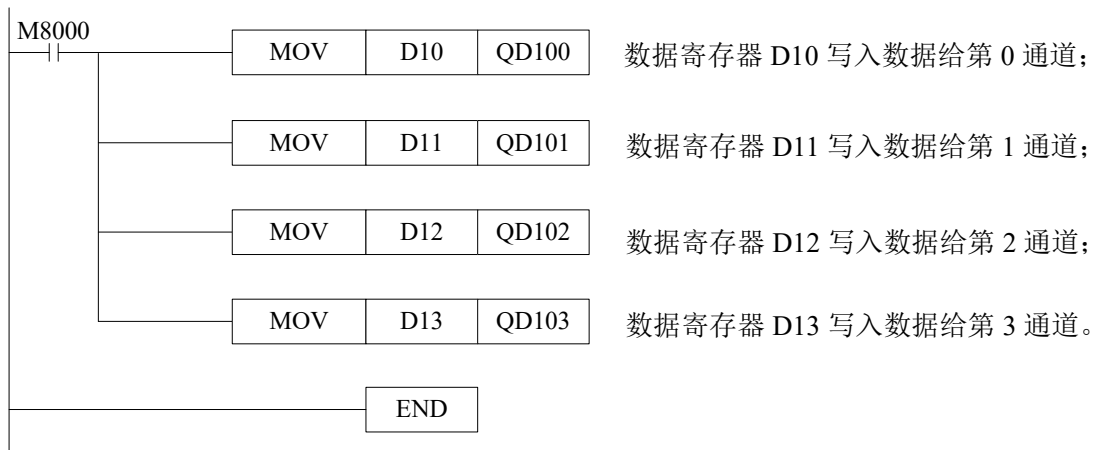 M8000
MOV D10 QD100 数据寄存器 D10 写入数据给第 0 通道；
MOV D11 QD101 数据寄存器 D11 写入数据给第 1 通道；
MOV D12 QD102 数据寄存器 D12 写入数据给第 2 通道；
MOV D13 QD103 数据寄存器 D13 写入数据给第 3 通道。
END